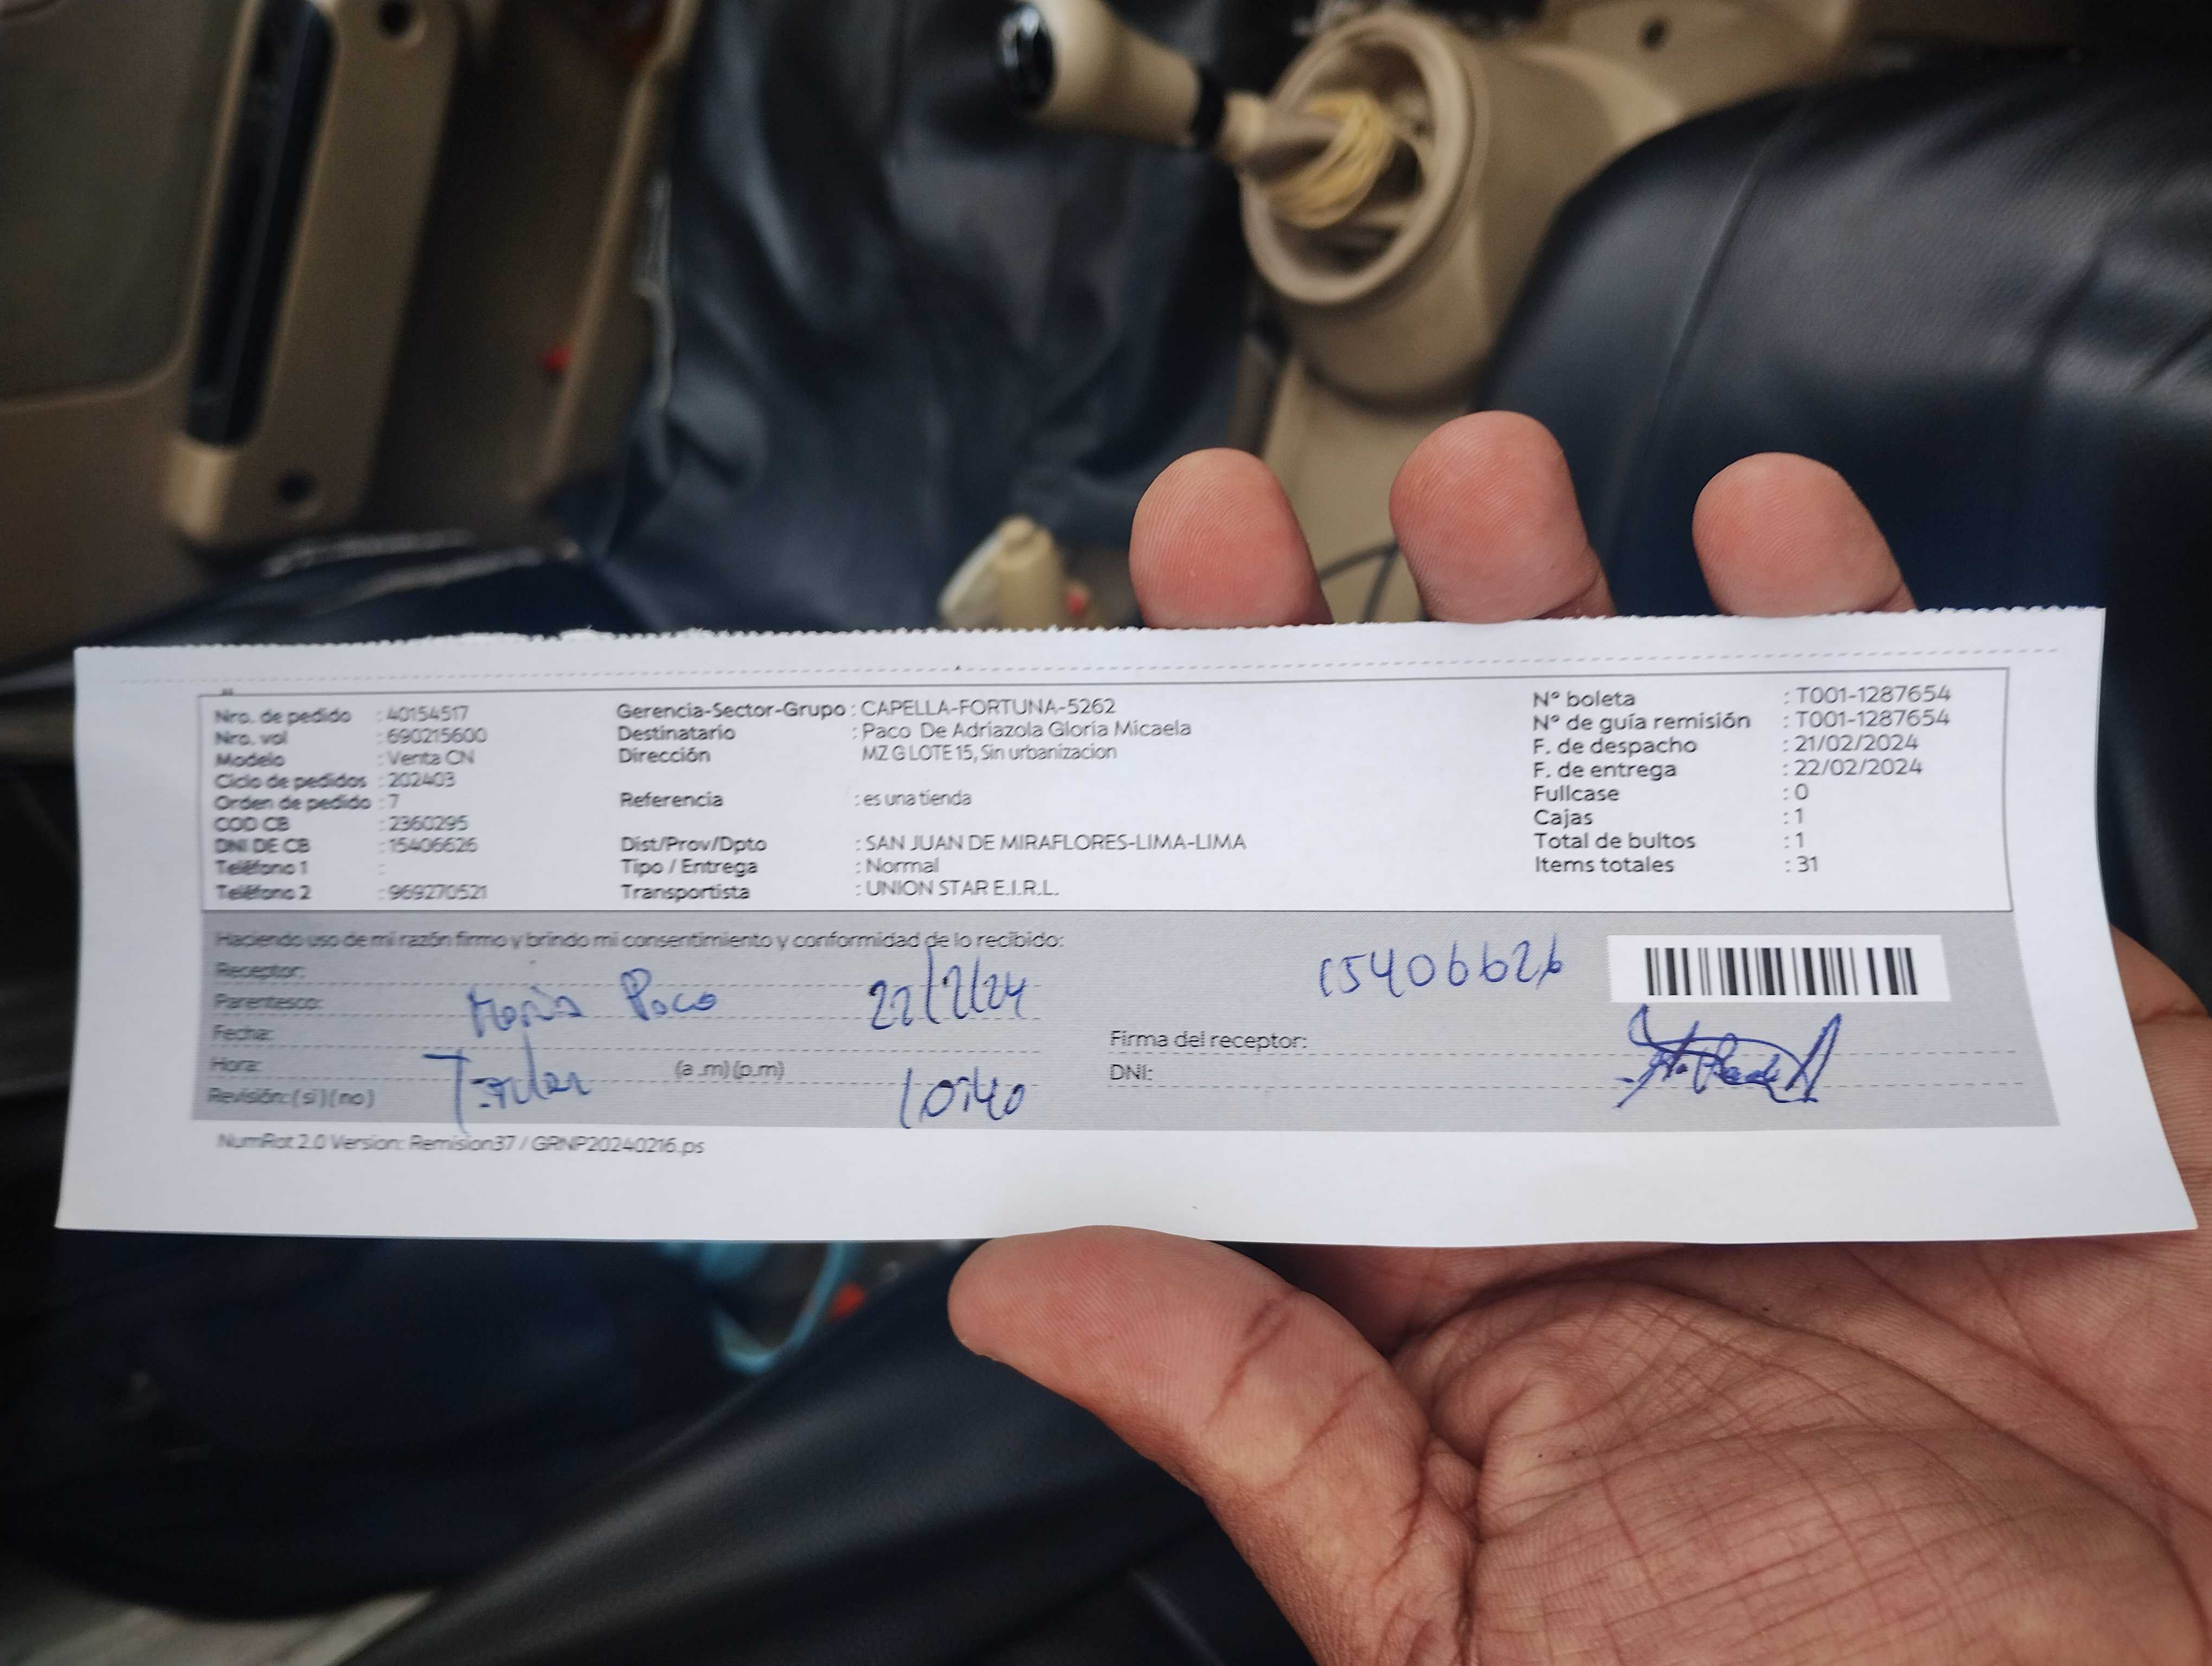 Nro. de pedido : 40154517
Nro. vol : 690215600
Modelo : Venta CN
Ciclo de pedidos : 202403
Orden de pedido : 7
COD CB : 2360295
DNI DE CB : 15406626
Teléfono 1 :
Teléfono 2 : 969270521
Gerencia-Sector-Grupo : CAPELLA-FORTUNA-5262
Destinatario : Paco De Adriazola Gloria Micaela
Dirección MZ G LOTE 15, Sin urbanizacion
Referencia : es una tienda
Dist/Prov/Dpto : SAN JUAN DE MIRAFLORES-LIMA-LIMA
Tipo / Entrega : Normal
Transportista : UNION STAR E.I.R.L.
N° boleta : T001-1287654
N° de guía remisión : T001-1287654
F. de despacho : 21/02/2024
F. de entrega : 22/02/2024
Fullcase : 0
Cajas : 1
Total de bultos : 1
Items totales : 31
Haciendo uso de mi razón firmo y brindo mi consentimiento y conformidad de lo recibido:
Receptor:
Parentesco:
Paco 22/2/24
Fecha:
Hora: (a.m) (p.m)
Revisión: ( si ) ( no )
10:40
15406626
Firma del receptor:
DNI:
NumRot 2.0 Version: Remision37 / GRNP20240216.ps